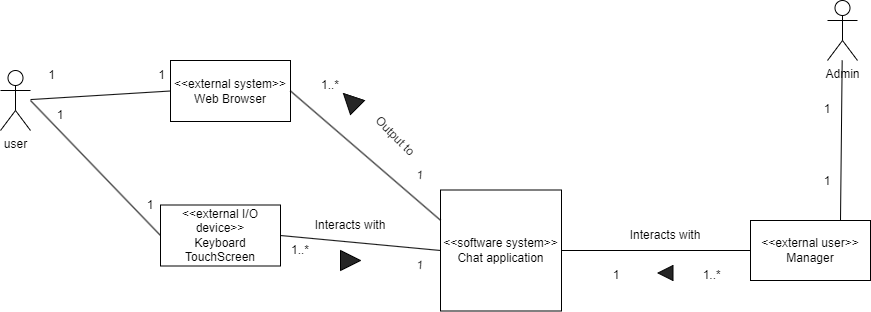 Admin
1
1
<<external system>>
Web Browser
1..*
user
1
Output to
1
1
1
1
1
<<external I/O
device>>
Keyboard
TouchScreen
Interacts with
1..*
1
<<software system>>
Chat application
Interacts with
1
1..*
<<external user>>
Manager